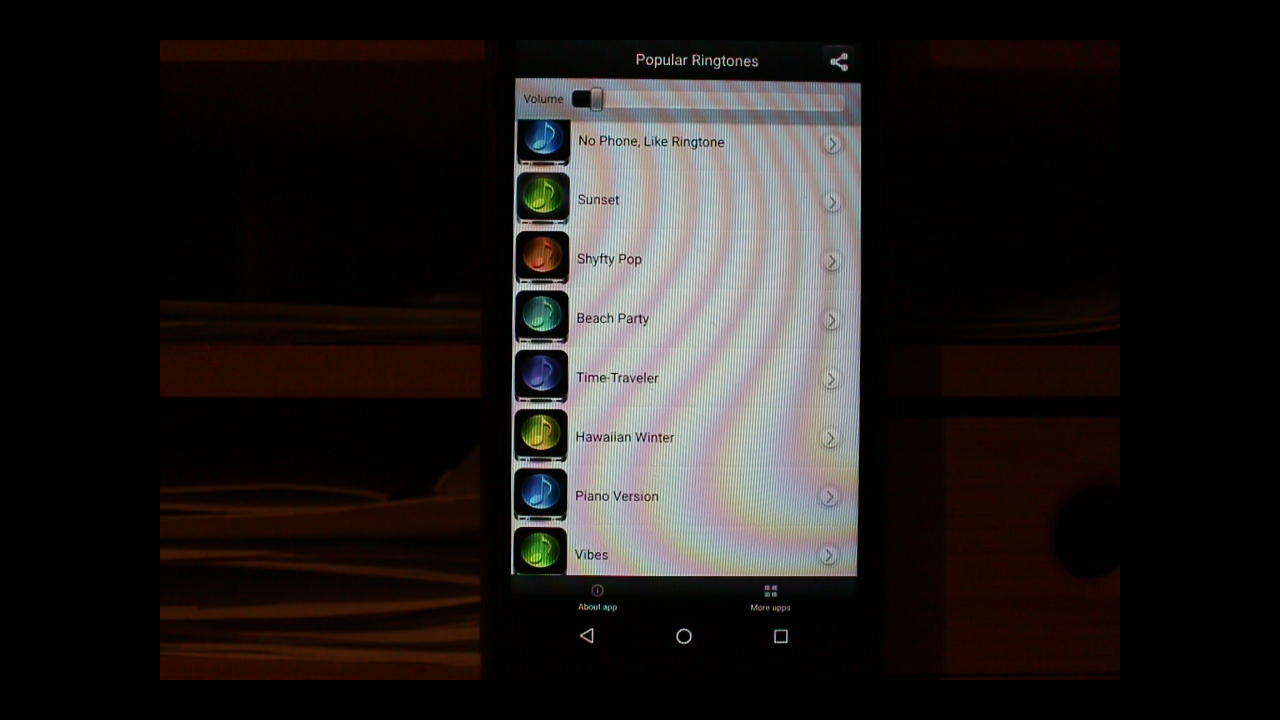 Popular Ringtones
Volume
No Phone, Like Ringtone
Sunset
Shyfty Pop
Beach Party
Time-Traveler
Hawaiian Winter
Piano Version
Vibes
About app
More apps